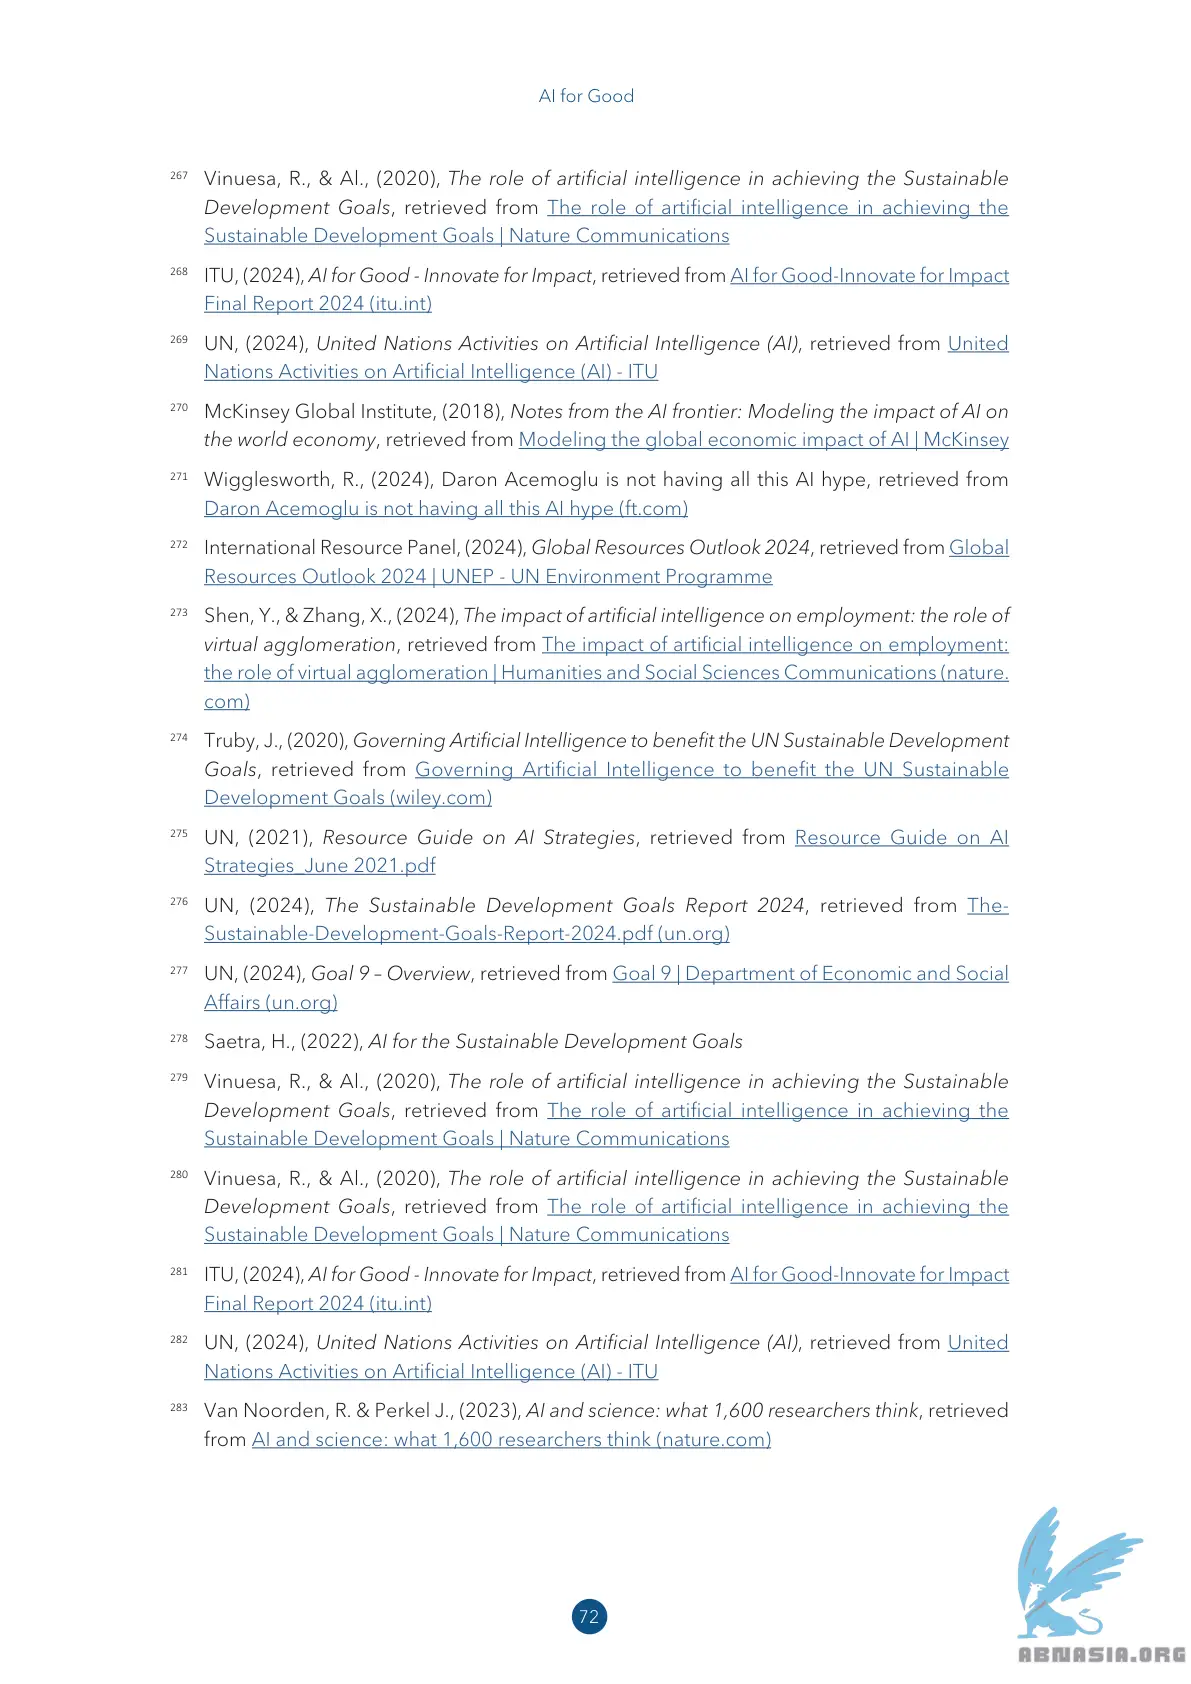 AI for Good
267 Vinuesa, R., & Al., (2020), The role of artificial intelligence in achieving the Sustainable
Development Goals, retrieved from The role of artificial intelligence in achieving the
Sustainable Development Goals | Nature Communications
268 ITU, (2024), AI for Good - Innovate for Impact, retrieved from AI for Good-Innovate for Impact
Final Report 2024 (itu.int)
269 UN, (2024), United Nations Activities on Artificial Intelligence (AI), retrieved from United
Nations Activities on Artificial Intelligence (AI) - ITU
270 McKinsey Global Institute, (2018), Notes from the AI frontier: Modeling the impact of AI on
the world economy, retrieved from Modeling the global economic impact of AI | McKinsey
271 Wigglesworth, R., (2024), Daron Acemoglu is not having all this AI hype, retrieved from
Daron Acemoglu is not having all this AI hype (ft.com)
272 International Resource Panel, (2024), Global Resources Outlook 2024, retrieved from Global
Resources Outlook 2024 | UNEP - UN Environment Programme
273 Shen, Y., & Zhang, X., (2024), The impact of artificial intelligence on employment: the role of
virtual agglomeration, retrieved from The impact of artificial intelligence on employment:
the role of virtual agglomeration | Humanities and Social Sciences Communications (nature.
com)
274 Truby, J., (2020), Governing Artificial Intelligence to benefit the UN Sustainable Development
Goals, retrieved from Governing Artificial Intelligence to benefit the UN Sustainable
Development Goals (wiley.com)
275 UN, (2021), Resource Guide on AI Strategies, retrieved from Resource Guide on AI
Strategies_June 2021.pdf
276 UN, (2024), The Sustainable Development Goals Report 2024, retrieved from The-
Sustainable-Development-Goals-Report-2024.pdf (un.org)
277 UN, (2024), Goal 9 – Overview, retrieved from Goal 9 | Department of Economic and Social
Affairs (un.org)
278 Saetra, H., (2022), AI for the Sustainable Development Goals
279 Vinuesa, R., & Al., (2020), The role of artificial intelligence in achieving the Sustainable
Development Goals, retrieved from The role of artificial intelligence in achieving the
Sustainable Development Goals | Nature Communications
280 Vinuesa, R., & Al., (2020), The role of artificial intelligence in achieving the Sustainable
Development Goals, retrieved from The role of artificial intelligence in achieving the
Sustainable Development Goals | Nature Communications
281 ITU, (2024), AI for Good - Innovate for Impact, retrieved from AI for Good-Innovate for Impact
Final Report 2024 (itu.int)
282 UN, (2024), United Nations Activities on Artificial Intelligence (AI), retrieved from United
Nations Activities on Artificial Intelligence (AI) - ITU
283 Van Noorden, R. & Perkel J., (2023), AI and science: what 1,600 researchers think, retrieved
from AI and science: what 1,600 researchers think (nature.com)
72
ABNASIA.ORG